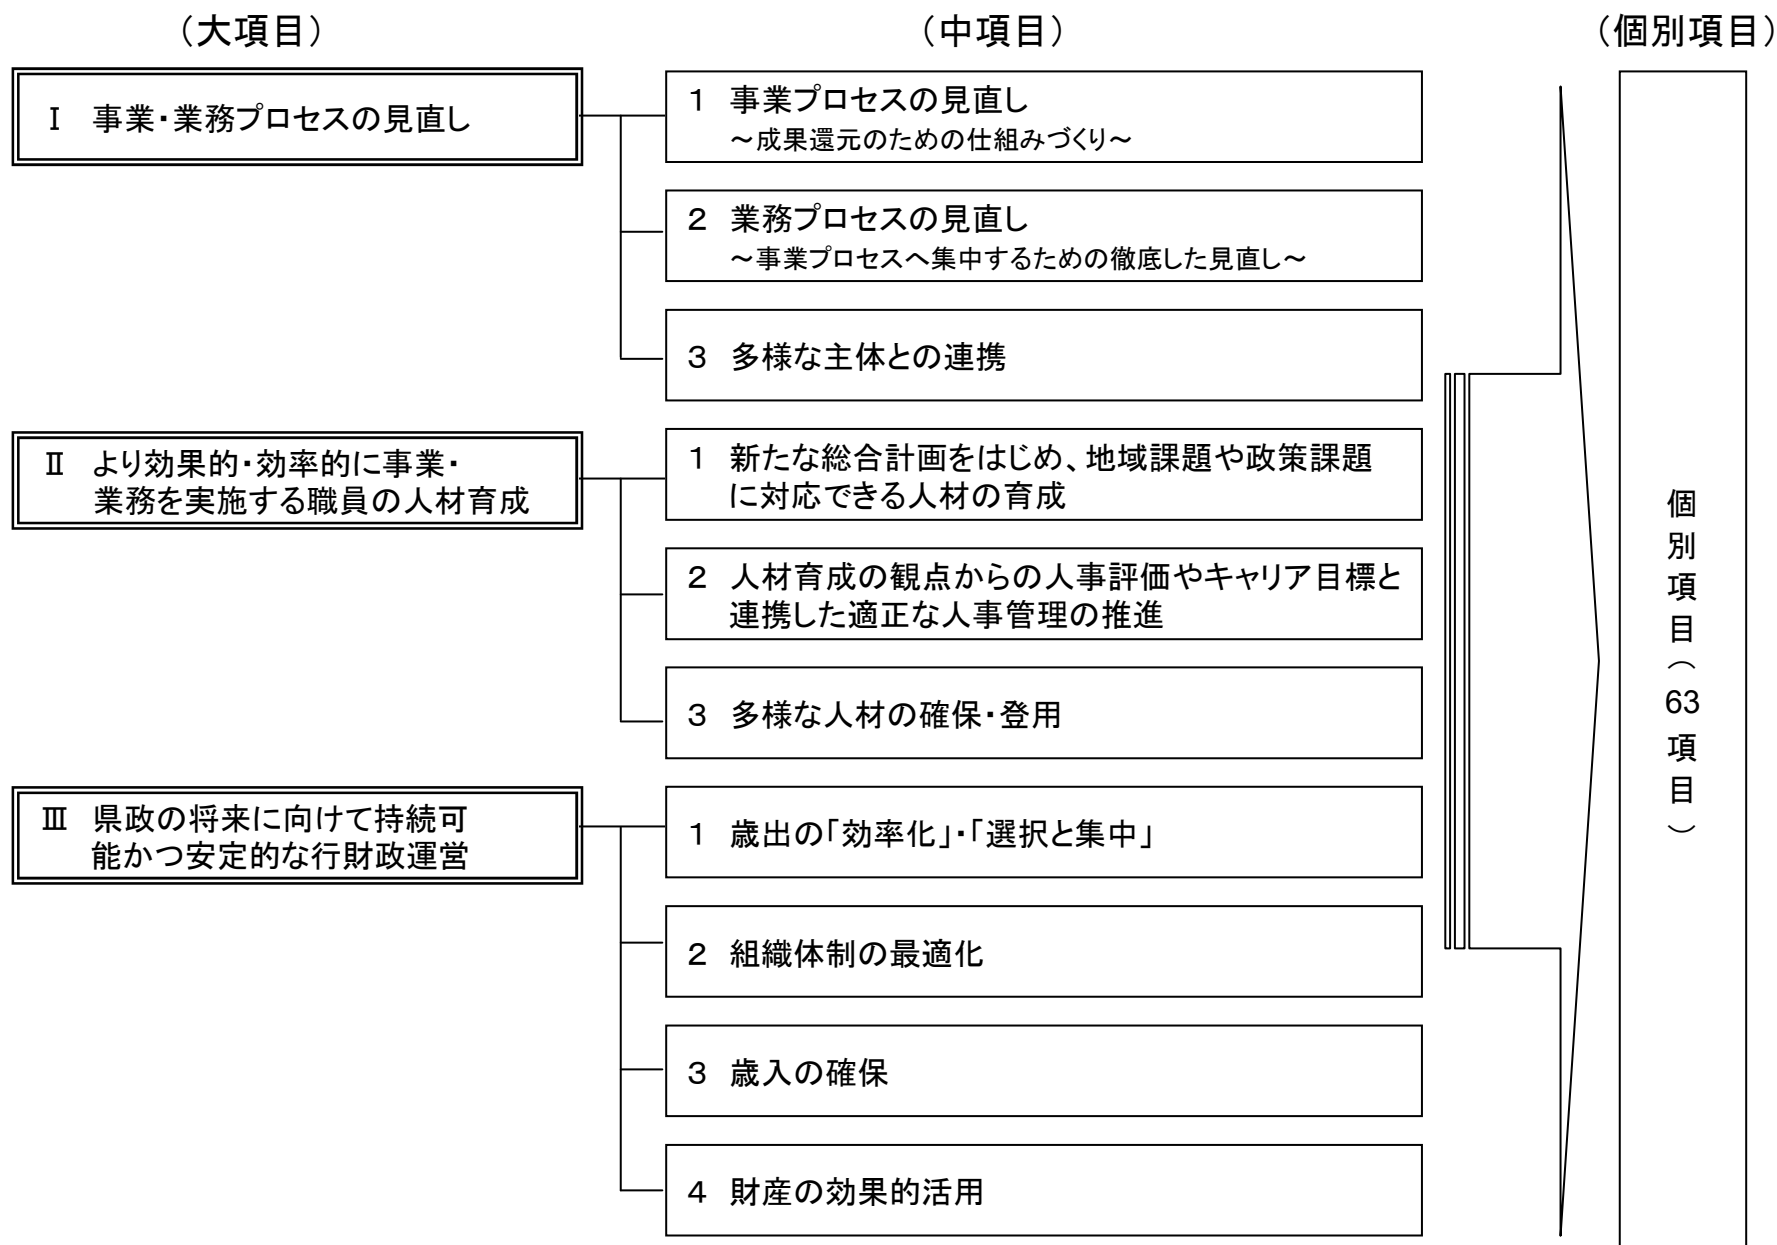 （大項目）
（中項目）
（個別項目）
Ⅰ 事業・業務プロセスの見直し
1 事業プロセスの見直し
～成果還元のための仕組みづくり～
2 業務プロセスの見直し
～事業プロセスへ集中するための徹底した見直し～
3 多様な主体との連携
Ⅱ より効果的・効率的に事業・
業務を実施する職員の人材育成
1 新たな総合計画をはじめ、地域課題や政策課題
に対応できる人材の育成
2 人材育成の観点からの人事評価やキャリア目標と
連携した適正な人事管理の推進
3 多様な人材の確保・登用
Ⅲ 県政の将来に向けて持続可
能かつ安定的な行財政運営
1 歳出の「効率化」・「選択と集中」
2 組織体制の最適化
3 歳入の確保
4 財産の効果的活用
個別項目（63項目）